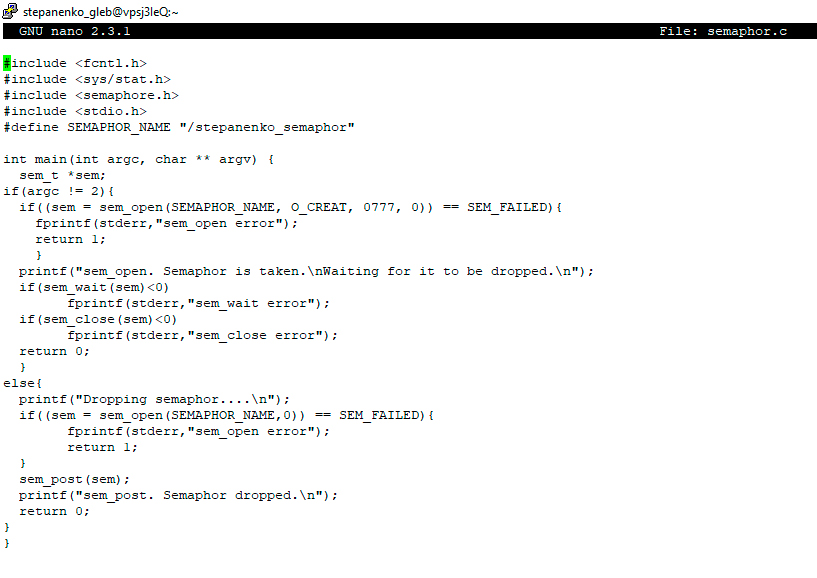 stepanenko_gleb@vpsj3leQ:~
GNU nano 2.3.1 File: semaphor.c
#include <fcntl.h>
#include <sys/stat.h>
#include <semaphore.h>
#include <stdio.h>
#define SEMAPHOR_NAME "/stepanenko_semaphor"
int main(int argc, char ** argv) {
sem_t *sem;
if(argc != 2){
if((sem = sem_open(SEMAPHOR_NAME, O_CREAT, 0777, 0)) == SEM_FAILED){
fprintf(stderr,"sem_open error");
return 1;
}
printf("sem_open. Semaphor is taken.\nWaiting for it to be dropped.\n");
if(sem_wait(sem)<0)
fprintf(stderr,"sem_wait error");
if(sem_close(sem)<0)
fprintf(stderr,"sem_close error");
return 0;
}
else{
printf("Dropping semaphor....\n");
if((sem = sem_open(SEMAPHOR_NAME,0)) == SEM_FAILED){
fprintf(stderr,"sem_open error");
return 1;
}
sem_post(sem);
printf("sem_post. Semaphor dropped.\n");
return 0;
}
}